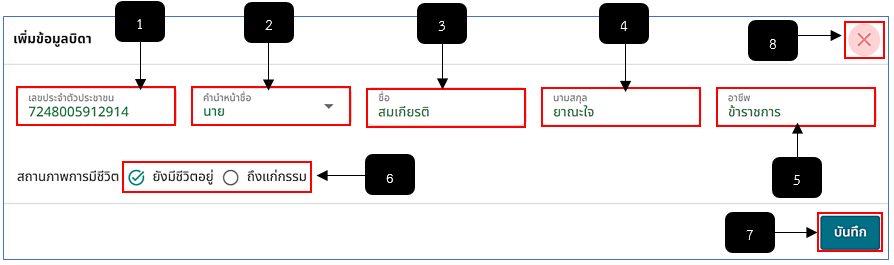 1
2
3
4
8
เพิ่มข้อมูลบิดา
เลขประจำตัวประชาชน
7248005912914
คำนำหน้าชื่อ
นาย
ชื่อ
สมเกียรติ
นามสกุล
ยาณะใจ
อาชีพ
ข้าราชการ
สถานภาพการมีชีวิต ยังมีชีวิตอยู่ ถึงแก่กรรม
6
5
7
บันทึก